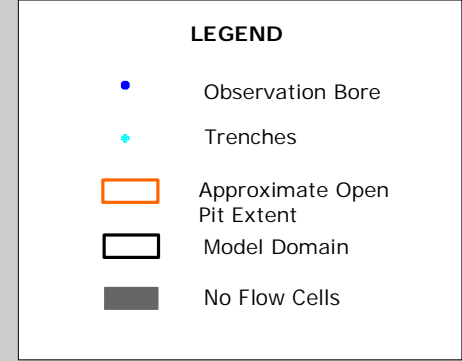 LEGEND
Observation Bore
Trenches
Approximate Open
Pit Extent
Model Domain
No Flow Cells